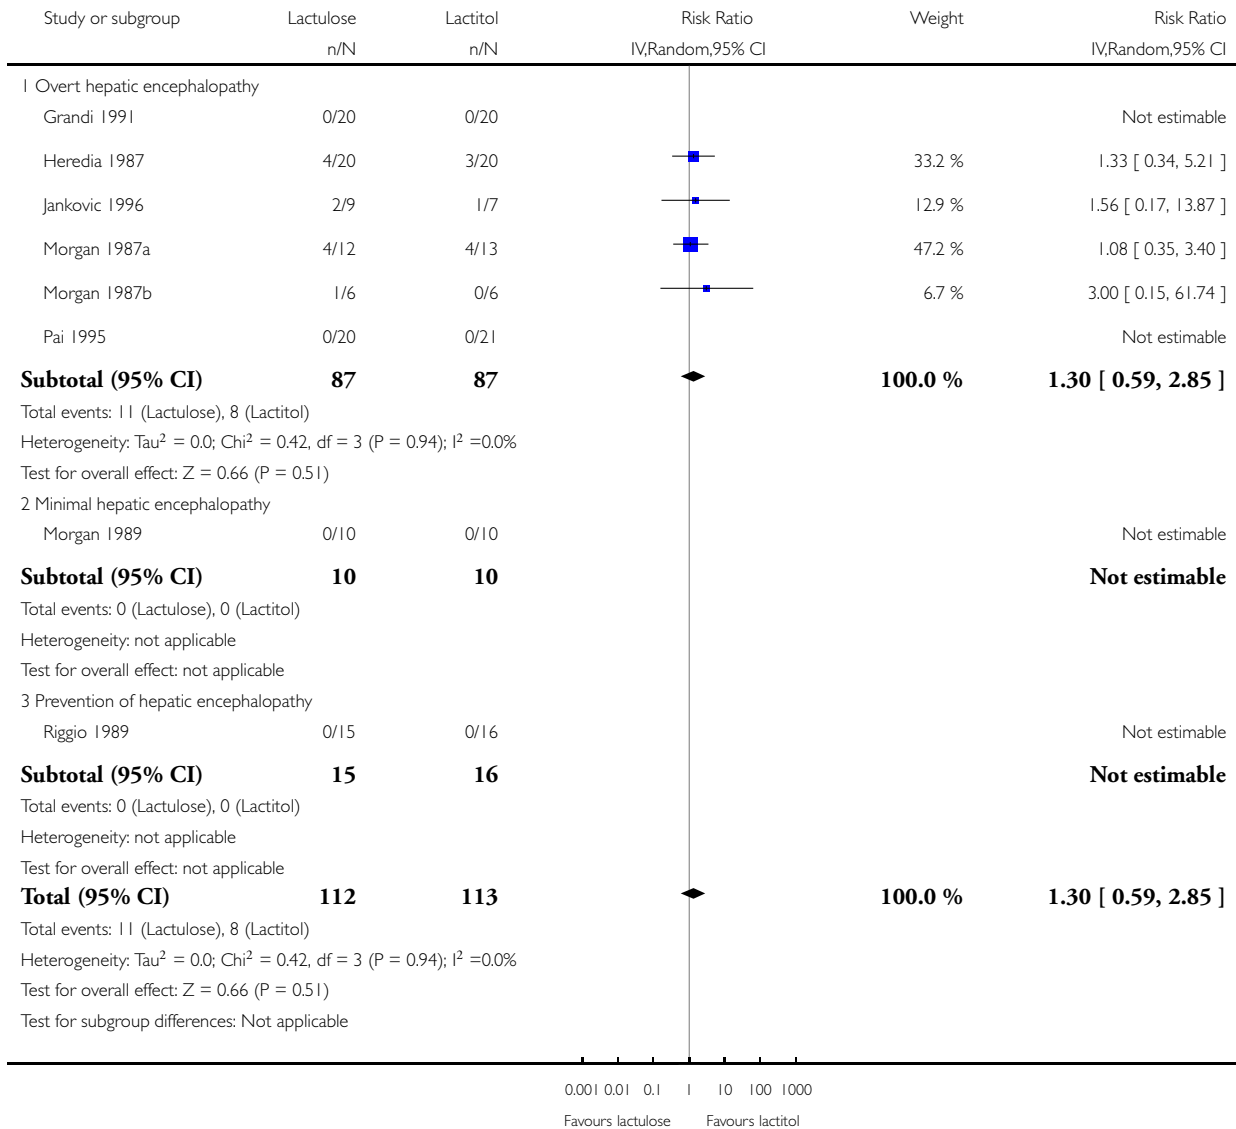 Study or subgroup Lactulose Lactitol Risk Ratio Weight Risk Ratio
n/N n/N IV,Random,95% CI IV,Random,95% CI
1 Overt hepatic encephalopathy
Grandi 1991 0/20 0/20 Not estimable
Heredia 1987 4/20 3/20 33.2 % 1.33 [ 0.34, 5.21 ]
Jankovic 1996 2/9 1/7 12.9 % 1.56 [ 0.17, 13.87 ]
Morgan 1987a 4/12 4/13 47.2 % 1.08 [ 0.35, 3.40 ]
Morgan 1987b 1/6 0/6 6.7 % 3.00 [ 0.15, 61.74 ]
Pai 1995 0/20 0/21 Not estimable
Subtotal (95% CI) 87 87 100.0 % 1.30 [ 0.59, 2.85 ]
Total events: 11 (Lactulose), 8 (Lactitol)
Heterogeneity: Tau² = 0.0; Chi² = 0.42, df = 3 (P = 0.94); I² =0.0%
Test for overall effect: Z = 0.66 (P = 0.51)
2 Minimal hepatic encephalopathy
Morgan 1989 0/10 0/10 Not estimable
Subtotal (95% CI) 10 10 Not estimable
Total events: 0 (Lactulose), 0 (Lactitol)
Heterogeneity: not applicable
Test for overall effect: not applicable
3 Prevention of hepatic encephalopathy
Riggio 1989 0/15 0/16 Not estimable
Subtotal (95% CI) 15 16 Not estimable
Total events: 0 (Lactulose), 0 (Lactitol)
Heterogeneity: not applicable
Test for overall effect: not applicable
Total (95% CI) 112 113 100.0 % 1.30 [ 0.59, 2.85 ]
Total events: 11 (Lactulose), 8 (Lactitol)
Heterogeneity: Tau² = 0.0; Chi² = 0.42, df = 3 (P = 0.94); I² =0.0%
Test for overall effect: Z = 0.66 (P = 0.51)
Test for subgroup differences: Not applicable
0.001 0.01 0.1 1 10 100 1000
Favours lactulose Favours lactitol